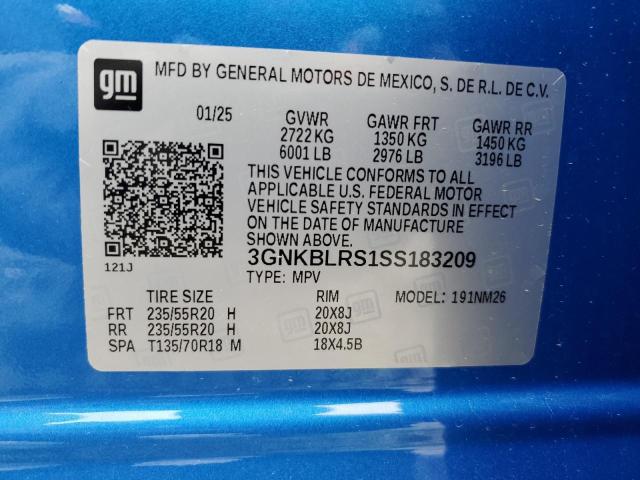 gm
MFD BY GENERAL MOTORS DE MEXICO, S. DE R.L. DE C.V.
01/25 GVWR GAWR FRT GAWR RR
2722 KG 1350 KG 1450 KG
6001 LB 2976 LB 3196 LB
THIS VEHICLE CONFORMS TO ALL
APPLICABLE U.S. FEDERAL MOTOR
VEHICLE SAFETY STANDARDS IN EFFECT
ON THE DATE OF MANUFACTURE
SHOWN ABOVE.
121J
3GNKBLRS1SS183209
TYPE: MPV
TIRE SIZE RIM MODEL: 191NM26
FRT 235/55R20 H 20X8J
RR 235/55R20 H 20X8J
SPA T135/70R18 M 18X4.5B